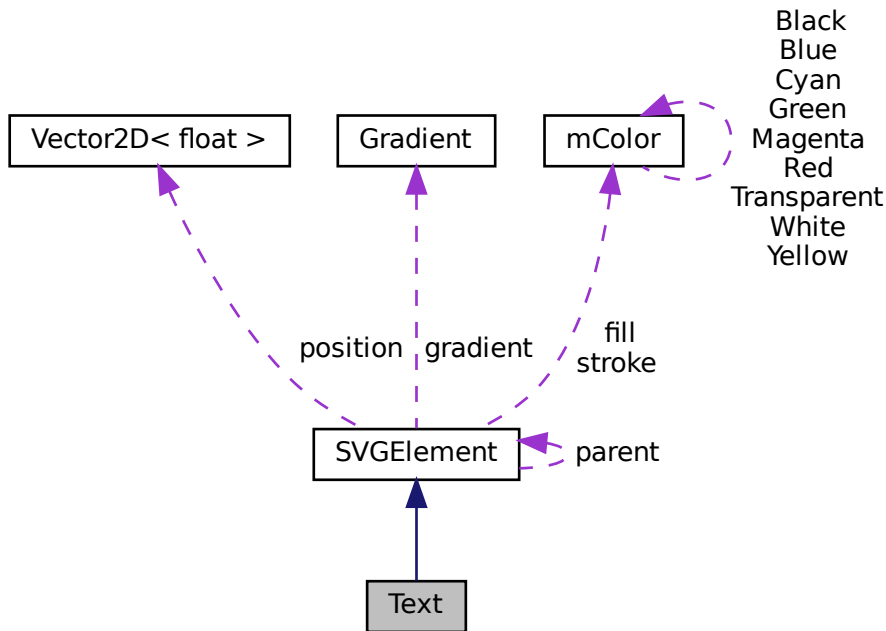 Black
Blue
Cyan
Green
Magenta
Red
Transparent
White
Yellow
Vector2D< float >
Gradient
mColor
position
gradient
fill
stroke
SVGElement
parent
Text